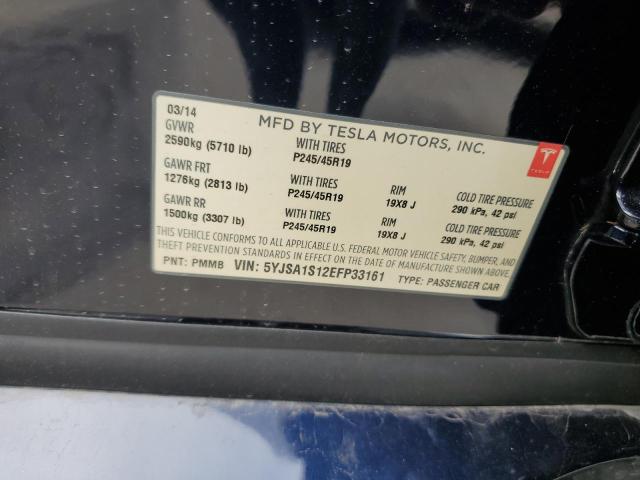 03/14 MFD BY TESLA MOTORS, INC.
GVWR WITH TIRES
2590kg (5710 lb) P245/45R19
TESLA
GAWR FRT WITH TIRES RIM COLD TIRE PRESSURE
1276kg (2813 lb) P245/45R19 19X8 J 290 kPa, 42 psi
GAWR RR WITH TIRES RIM COLD TIRE PRESSURE
1500kg (3307 lb) P245/45R19 19X8 J 290 kPa, 42 psi
THIS VEHICLE CONFORMS TO ALL APPLICABLE U.S. FEDERAL MOTOR VEHICLE SAFETY, BUMPER, AND
THEFT PREVENTION STANDARDS IN EFFECT ON THE DATE OF MANUFACTURE SHOWN ABOVE.
PNT: PMMB VIN: 5YJSA1S12EFP33161 TYPE: PASSENGER CAR